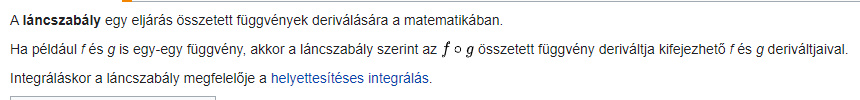 A láncszabály egy eljárás összetett függvények deriválására a matematikában.
Ha például f és g is egy-egy függvény, akkor a láncszabály szerint az f ∘ g összetett függvény deriváltja kifejezhető f és g deriváltjaival.
Integráláskor a láncszabály megfelelője a helyettesítéses integrálás.